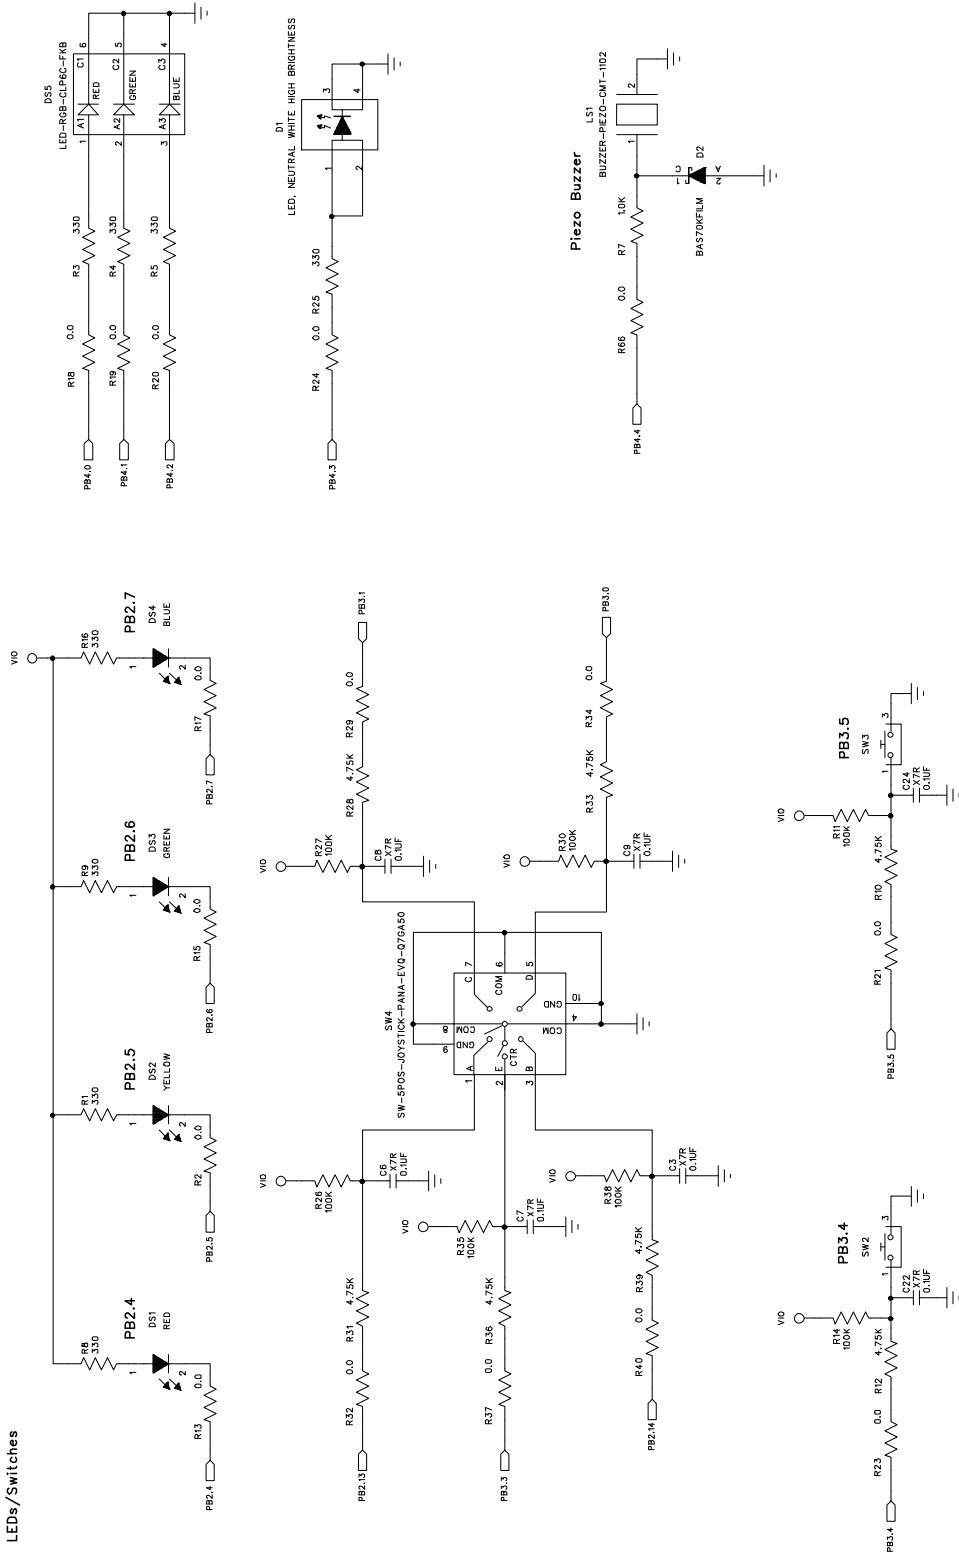 LEDs/Switches
VIO
R8
330
PB2.4
DS1
RED
1
2
0.0
R13
PB2.4
R1
330
PB2.5
DS2
YELLOW
1
2
0.0
R2
PB2.5
R9
330
PB2.6
DS3
GREEN
1
2
0.0
R15
PB2.6
R16
330
PB2.7
DS4
BLUE
1
2
0.0
R17
PB2.7
PB4.0
R18
0.0
R3
330
PB4.1
R19
0.0
R4
330
PB4.2
R20
0.0
R5
330
DS5
LED-RGB-CLP6C-FKB
1
A1
RED
C1
6
2
A2
GREEN
C2
5
3
A3
BLUE
C3
4
PB4.3
R24
0.0
R25
330
D1
LED, NEUTRAL WHITE HIGH BRIGHTNESS
1
2
3
4
Piezo Buzzer
PB4.4
R66
0.0
R7
1.0K
LS1
BUZZER-PIEZO-CMT-1102
1
2
D2
C
1
2
A
BAS70KFILM
VIO
R26
100K
C6
X7R
0.1UF
PB2.13
R32
0.0
R31
4.75K
VIO
R35
100K
C7
X7R
0.1UF
PB3.3
R37
0.0
R36
4.75K
VIO
R38
100K
C3
X7R
0.1UF
PB2.14
R40
0.0
R39
4.75K
SW4
SW-5POS-JOYSTICK-PANA-EVQ-Q7GA50
1
A
2
E
3
B
CTR
9
GND
8
COM
C
7
COM
6
D
5
GND
10
COM
4
VIO
R27
100K
C8
X7R
0.1UF
R28
4.75K
R29
0.0
PB3.1
VIO
R30
100K
C9
X7R
0.1UF
R33
4.75K
R34
0.0
PB3.0
PB3.4
SW2
VIO
R14
100K
1
3
C22
X7R
0.1UF
PB3.4
R23
0.0
R12
4.75K
PB3.5
SW3
VIO
R11
100K
1
3
C24
X7R
0.1UF
PB3.5
R21
0.0
R10
4.75K